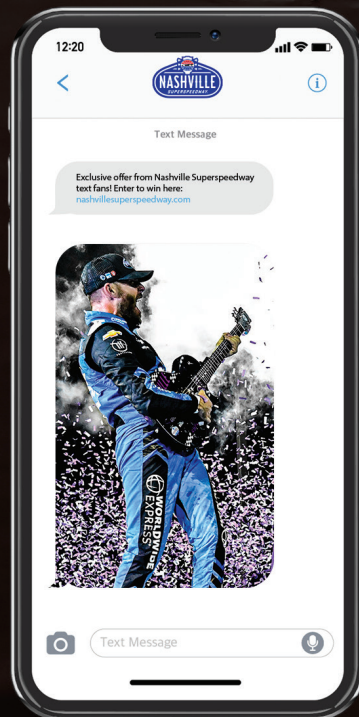 12:20
NASHVILLE
SUPERSPEEDWAY
i
Text Message
Exclusive offer from Nashville Superspeedway
text fans! Enter to win here:
nashvillesuperspeedway.com
WORLDWIDE
EXPRESS
Text Message